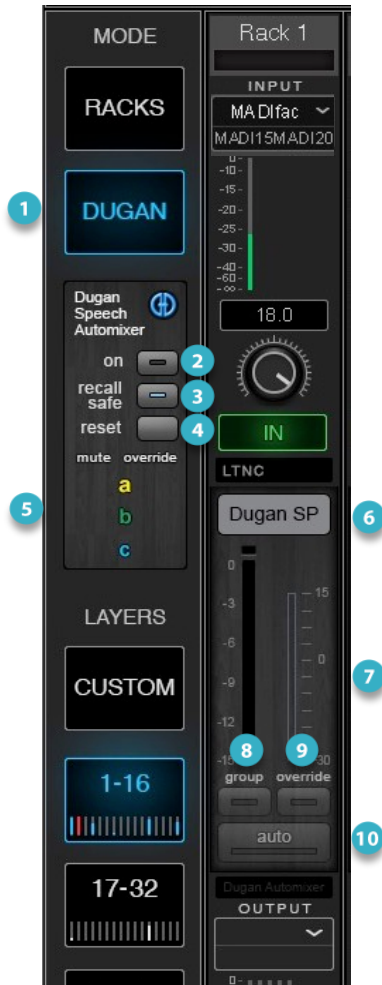 MODE
RACKS
1
DUGAN
Dugan
Speech
Automixer
on
2
recall
safe
3
reset
4
mute override
5
a
b
c
LAYERS
CUSTOM
1-16
17-32
Rack 1
INPUT
MADIfac
MADI15MADI20
0-
-10-
-15-
-20-
-25-
-30-
-40-
-60-
-∞-
18.0
IN
LTNC
Dugan SP
6
0
-3
-6
-9
-12
-15
15
0
-30
7
8
9
group override
auto
10
Dugan Automixer
OUTPUT
0-